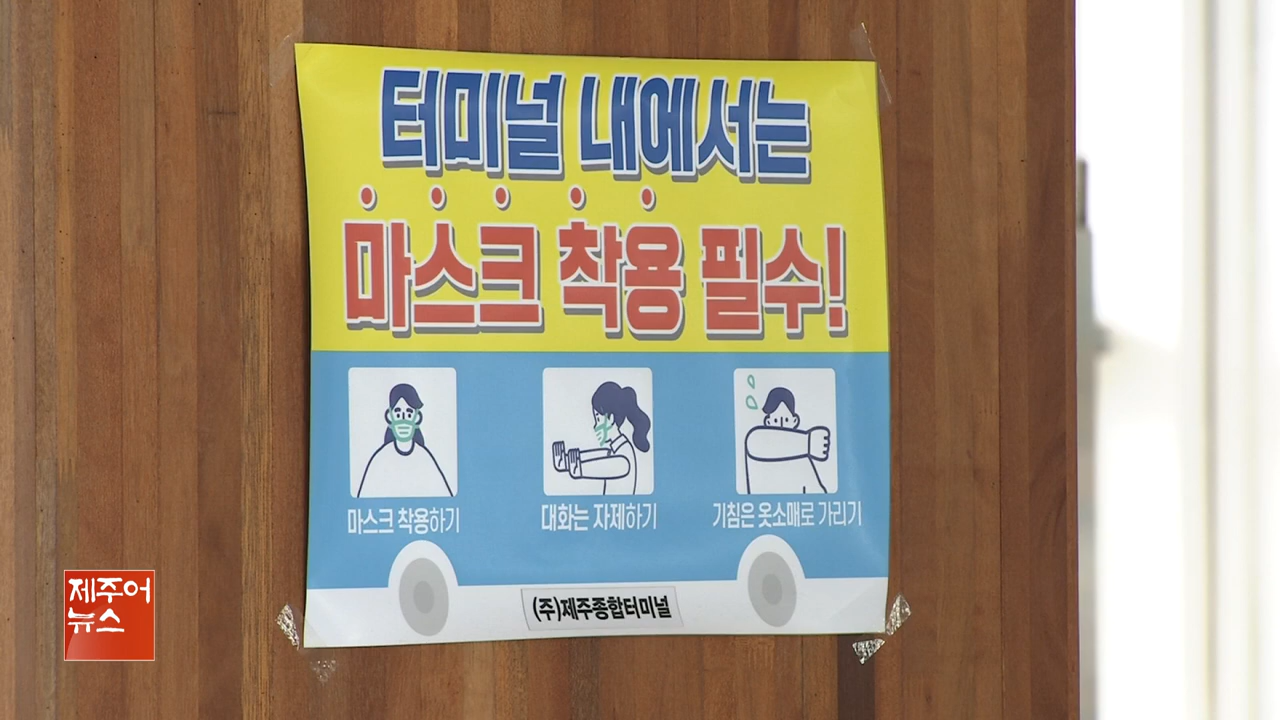 터미널 내에서는
마스크 착용 필수!
마스크 착용하기
대화는 자제하기
기침은 옷소매로 가리기
(주)제주종합터미널
제주어
뉴스